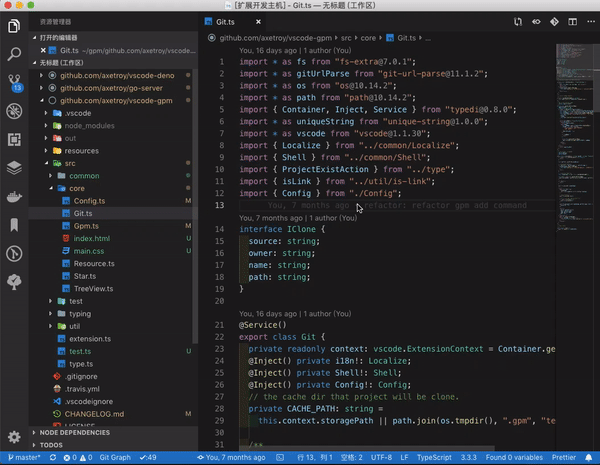 [扩展开发主机] — Git.ts — 无标题 (工作区)
资源管理器
打开的编辑器
Git.ts ~/gpm/github.com/axetroy/vscode...
无标题 (工作区)
github.com/axetroy/vscode-deno
github.com/axetroy/go-server
github.com/axetroy/vscode-gpm
.vscode
node_modules
out
resources
src
common
core
Config.ts M
Git.ts
Gpm.ts M
index.html U
main.css U
Resource.ts
Star.ts
TreeView.ts
test
typing
util
extension.ts
test.ts U
type.ts
.gitignore
.travis.yml
.vscodeignore
CHANGELOG.md M
LICENSE
NODE DEPENDENCIES
TODOS
Git.ts
github.com/axetroy/vscode-gpm › src › core › Git.ts › ...
You, 16 days ago | 1 author (You)
1 import * as fs from "fs-extra@7.0.1";
2 import * as gitUrlParse from "git-url-parse@11.1.2";
3 import * as os from "os@10.14.2";
4 import * as path from "path@10.14.2";
5 import { Container, Inject, Service } from "typedi@0.8.0";
6 import * as uniqueString from "unique-string@1.0.0";
7 import * as vscode from "vscode@1.1.30";
8 import { Localize } from "../common/Localize";
9 import { Shell } from "../common/Shell";
10 import { ProjectExistAction } from "../type";
11 import { isLink } from "../util/is-link";
12 import { Config } from "./Config";
13 You, 7 months ago • refactor: refactor gpm add command
You, 7 months ago | 1 author (You)
14 interface IClone {
15 source: string;
16 owner: string;
17 name: string;
18 path: string;
19 }
20
You, 16 days ago | 1 author (You)
21 @Service()
22 export class Git {
23 private readonly context: vscode.ExtensionContext = Container.ge
24 @Inject() private i18n!: Localize;
25 @Inject() private Shell!: Shell;
26 @Inject() private Config!: Config;
27 // the cache dir that project will be clone.
28 private CACHE_PATH: string =
29 this.context.storagePath || path.join(os.tmpdir(), ".gpm", "te
30
31 /**
master* 0 0 Git Graph ✓:49 You, 7 months ago 行 13, 列 1 空格: 2 UTF-8 LF TypeScript 3.3.3 Found 0 variables Prettier